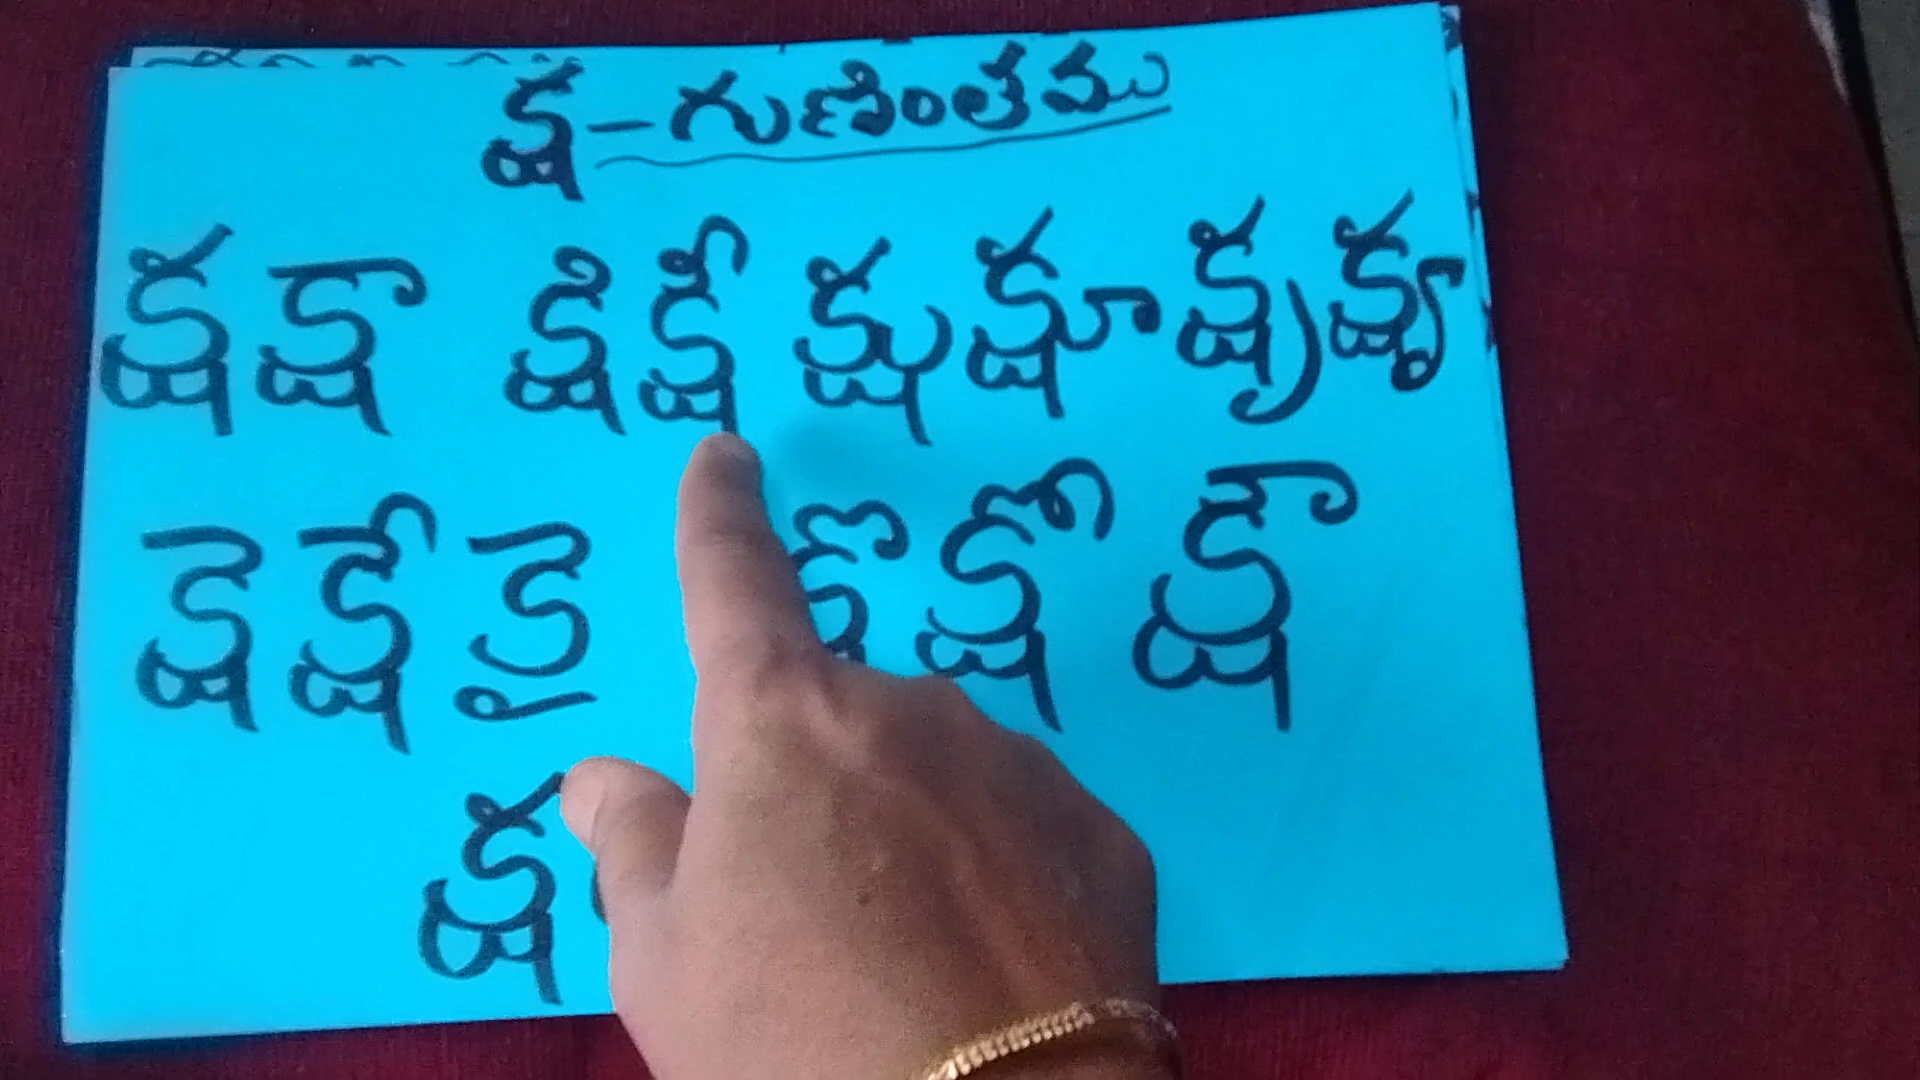 క్ష - గుణింతము
క్ష క్షా క్షి క్షీ క్షు క్షూ క్షృ క్షౄ
క్షె క్షే క్షై క్షొ క్షో క్షౌ
క్ష